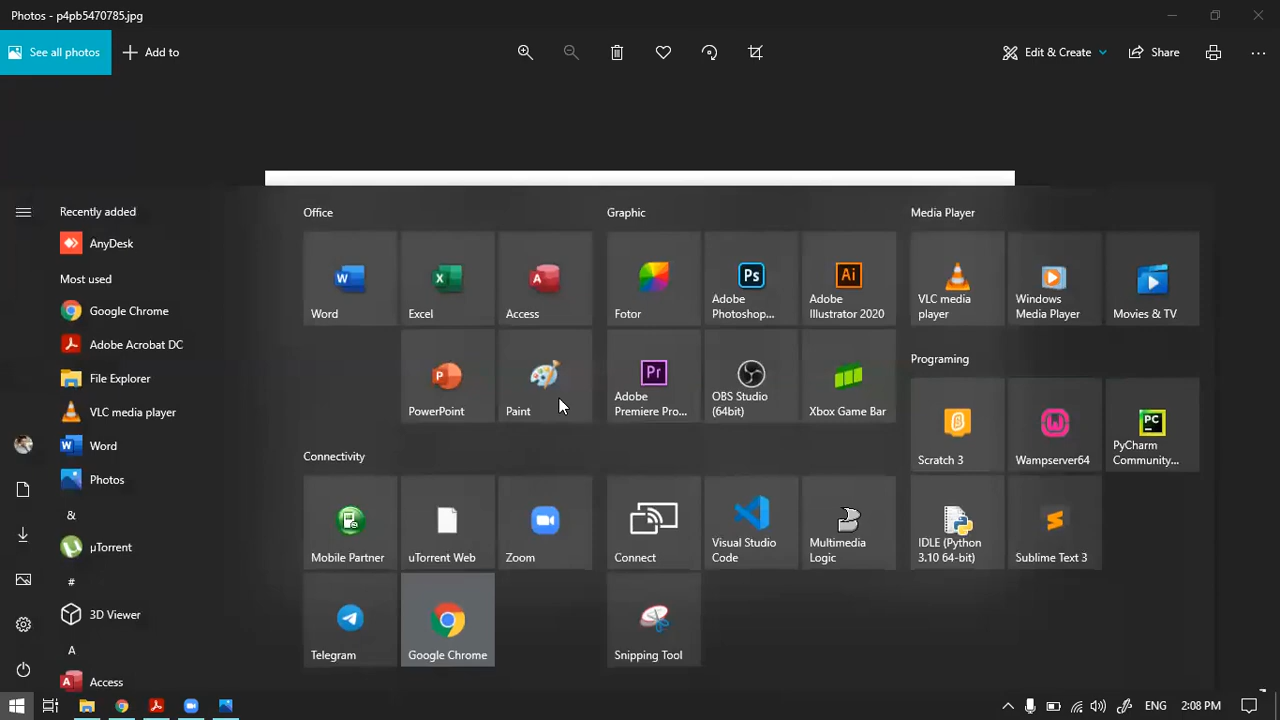 Photos - p4pb5470785.jpg
See all photos
Add to
Edit & Create
Share
Recently added
AnyDesk
Most used
Google Chrome
Adobe Acrobat DC
File Explorer
VLC media player
Word
Photos
&
µTorrent
#
3D Viewer
A
Access
Office
Word
Excel
Access
PowerPoint
Paint
Connectivity
Mobile Partner
uTorrent Web
Zoom
Telegram
Google Chrome
Graphic
Fotor
Ps
Adobe
Photoshop...
Ai
Adobe
Illustrator 2020
Pr
Adobe
Premiere Pro...
OBS Studio
(64bit)
Xbox Game Bar
Connect
Visual Studio
Code
Multimedia
Logic
Snipping Tool
Media Player
VLC media
player
Windows
Media Player
Movies & TV
Programing
Scratch 3
Wampserver64
PC
PyCharm
Community...
IDLE (Python
3.10 64-bit)
Sublime Text 3
ENG
2:08 PM